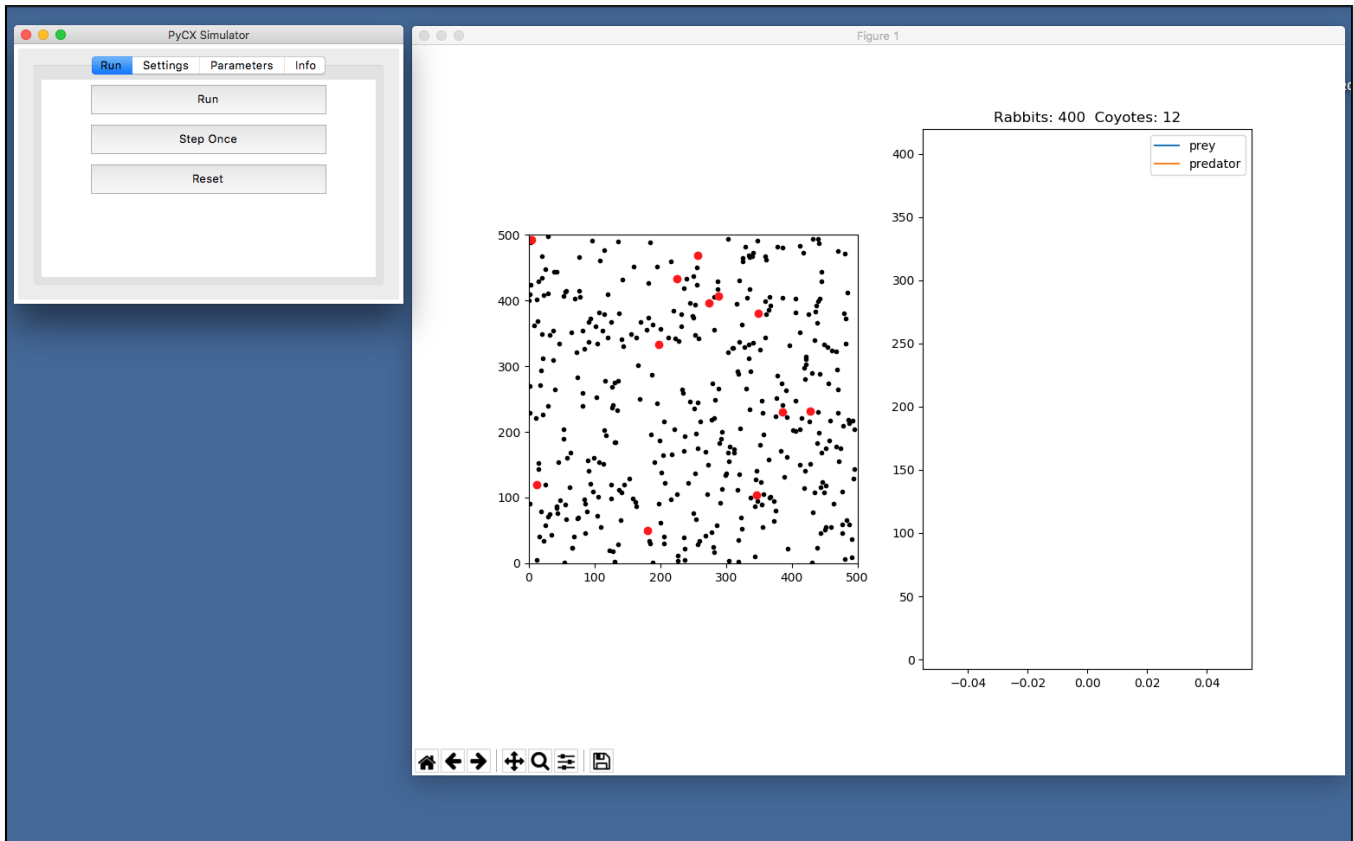 PyCX Simulator
Run Settings Parameters Info
Run
Step Once
Reset
Figure 1
500
400
300
200
100
0
0 100 200 300 400 500
Rabbits: 400 Coyotes: 12
prey
predator
400
350
300
250
200
150
100
50
0
−0.04 −0.02 0.00 0.02 0.04